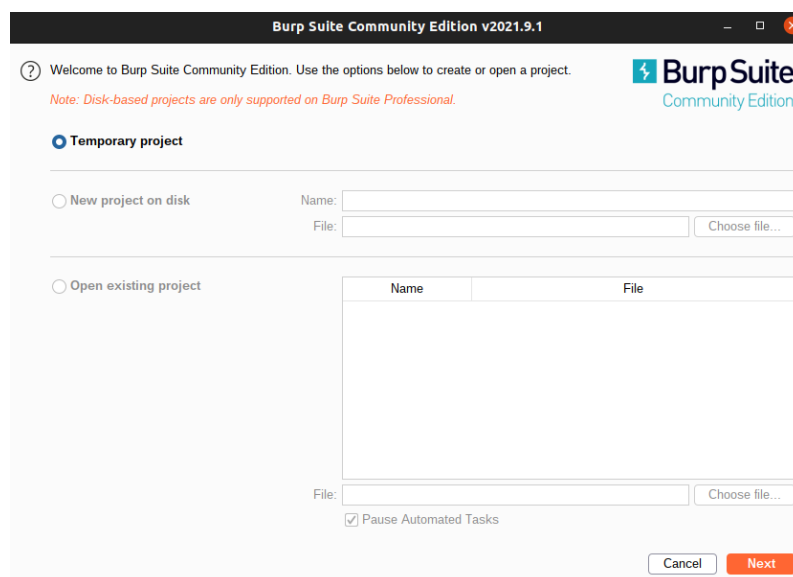 Burp Suite Community Edition v2021.9.1
? Welcome to Burp Suite Community Edition. Use the options below to create or open a project.
Note: Disk-based projects are only supported on Burp Suite Professional.
Burp Suite
Community Edition
Temporary project
New project on disk
Name:
File:
Choose file...
Open existing project
Name File
File:
Choose file...
Pause Automated Tasks
Cancel Next